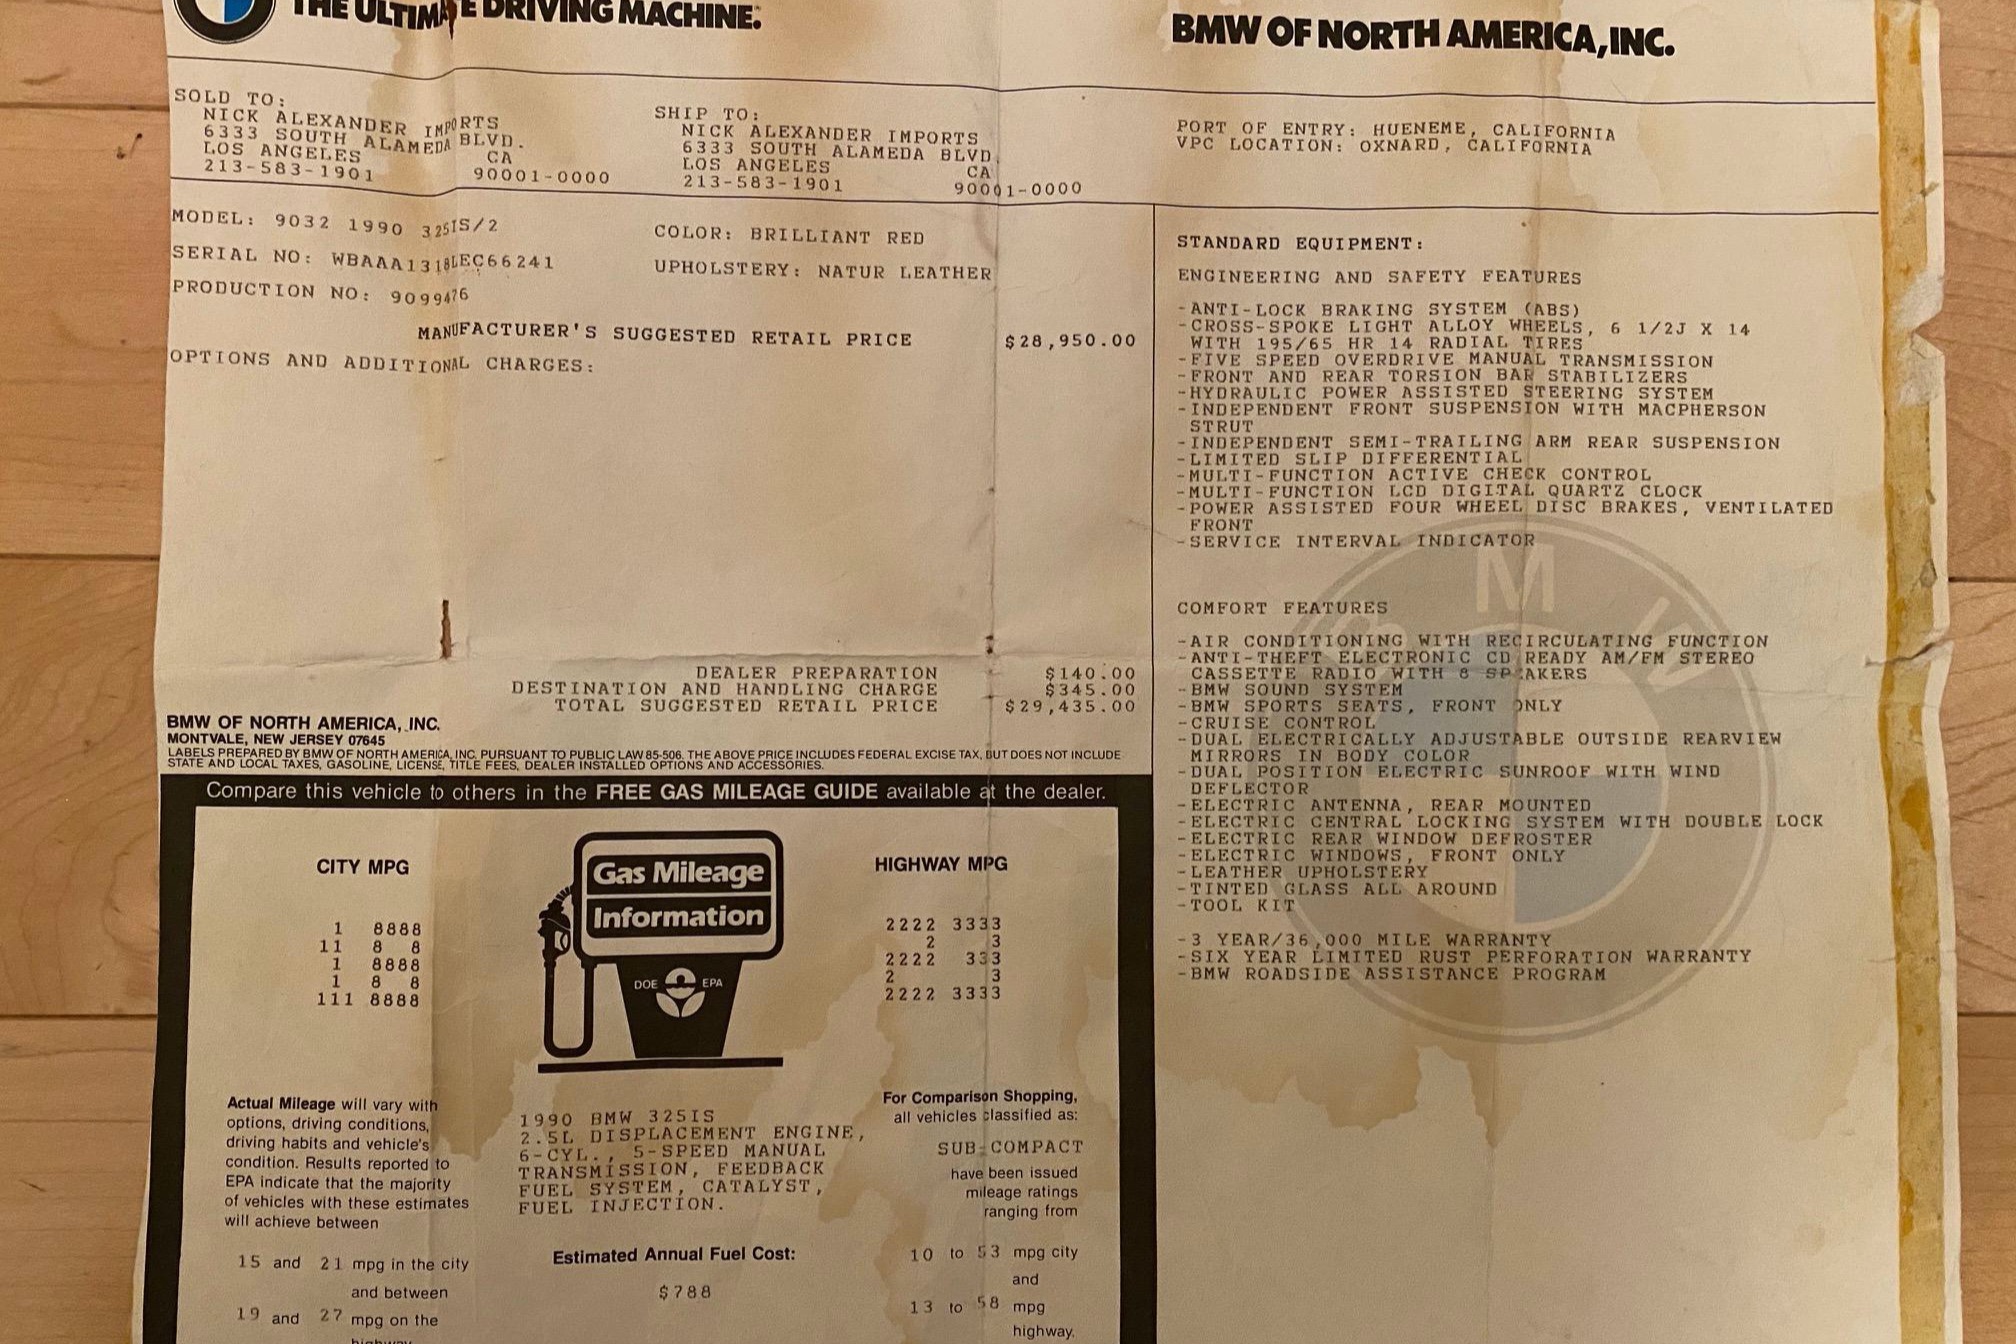 THE ULTIMATE DRIVING MACHINE.
BMW OF NORTH AMERICA, INC.
SOLD TO:
NICK ALEXANDER IMPORTS
6333 SOUTH ALAMEDA BLVD.
LOS ANGELES CA
213-583-1901 90001-0000
SHIP TO:
NICK ALEXANDER IMPORTS
6333 SOUTH ALAMEDA BLVD.
LOS ANGELES CA
213-583-1901 90001-0000
PORT OF ENTRY: HUENEME, CALIFORNIA
VPC LOCATION: OXNARD, CALIFORNIA
MODEL: 9032 1990 325IS/2
COLOR: BRILLIANT RED
SERIAL NO: WBAAA1318LEC66241
UPHOLSTERY: NATUR LEATHER
PRODUCTION NO: 9099476
MANUFACTURER'S SUGGESTED RETAIL PRICE $28,950.00
OPTIONS AND ADDITIONAL CHARGES:
DEALER PREPARATION $140.00
DESTINATION AND HANDLING CHARGE $345.00
TOTAL SUGGESTED RETAIL PRICE $29,435.00
BMW OF NORTH AMERICA, INC.
MONTVALE, NEW JERSEY 07645
LABELS PREPARED BY BMW OF NORTH AMERICA, INC. PURSUANT TO PUBLIC LAW 85-506. THE ABOVE PRICE INCLUDES FEDERAL EXCISE TAX, BUT DOES NOT INCLUDE
STATE AND LOCAL TAXES, GASOLINE, LICENSE, TITLE FEES, DEALER INSTALLED OPTIONS AND ACCESSORIES.
STANDARD EQUIPMENT:
ENGINEERING AND SAFETY FEATURES
-ANTI-LOCK BRAKING SYSTEM (ABS)
-CROSS-SPOKE LIGHT ALLOY WHEELS, 6 1/2J X 14
WITH 195/65 HR 14 RADIAL TIRES
-FIVE SPEED OVERDRIVE MANUAL TRANSMISSION
-FRONT AND REAR TORSION BAR STABILIZERS
-HYDRAULIC POWER ASSISTED STEERING SYSTEM
-INDEPENDENT FRONT SUSPENSION WITH MACPHERSON
STRUT
-INDEPENDENT SEMI-TRAILING ARM REAR SUSPENSION
-LIMITED SLIP DIFFERENTIAL
-MULTI-FUNCTION ACTIVE CHECK CONTROL
-MULTI-FUNCTION LCD DIGITAL QUARTZ CLOCK
-POWER ASSISTED FOUR WHEEL DISC BRAKES, VENTILATED
FRONT
-SERVICE INTERVAL INDICATOR
COMFORT FEATURES
-AIR CONDITIONING WITH RECIRCULATING FUNCTION
-ANTI-THEFT ELECTRONIC CD READY AM/FM STEREO
CASSETTE RADIO WITH 8 SPEAKERS
-BMW SOUND SYSTEM
-BMW SPORTS SEATS, FRONT ONLY
-CRUISE CONTROL
-DUAL ELECTRICALLY ADJUSTABLE OUTSIDE REARVIEW
MIRRORS IN BODY COLOR
-DUAL POSITION ELECTRIC SUNROOF WITH WIND
DEFLECTOR
-ELECTRIC ANTENNA, REAR MOUNTED
-ELECTRIC CENTRAL LOCKING SYSTEM WITH DOUBLE LOCK
-ELECTRIC REAR WINDOW DEFROSTER
-ELECTRIC WINDOWS, FRONT ONLY
-LEATHER UPHOLSTERY
-TINTED GLASS ALL AROUND
-TOOL KIT
-3 YEAR/36,000 MILE WARRANTY
-SIX YEAR LIMITED RUST PERFORATION WARRANTY
-BMW ROADSIDE ASSISTANCE PROGRAM
BMW
Compare this vehicle to others in the FREE GAS MILEAGE GUIDE available at the dealer.
CITY MPG
18
Gas Mileage
Information
DOE EPA
HIGHWAY MPG
23
Actual Mileage will vary with
options, driving conditions,
driving habits and vehicle's
condition. Results reported to
EPA indicate that the majority
of vehicles with these estimates
will achieve between
15 and 21 mpg in the city
and between
19 and 27 mpg on the
highway.
1990 BMW 325IS
2.5L DISPLACEMENT ENGINE,
6-CYL., 5-SPEED MANUAL
TRANSMISSION, FEEDBACK
FUEL SYSTEM, CATALYST,
FUEL INJECTION.
Estimated Annual Fuel Cost:
$788
For Comparison Shopping,
all vehicles classified as:
SUB-COMPACT
have been issued
mileage ratings
ranging from
10 to 53 mpg city
and
13 to 58 mpg
highway.